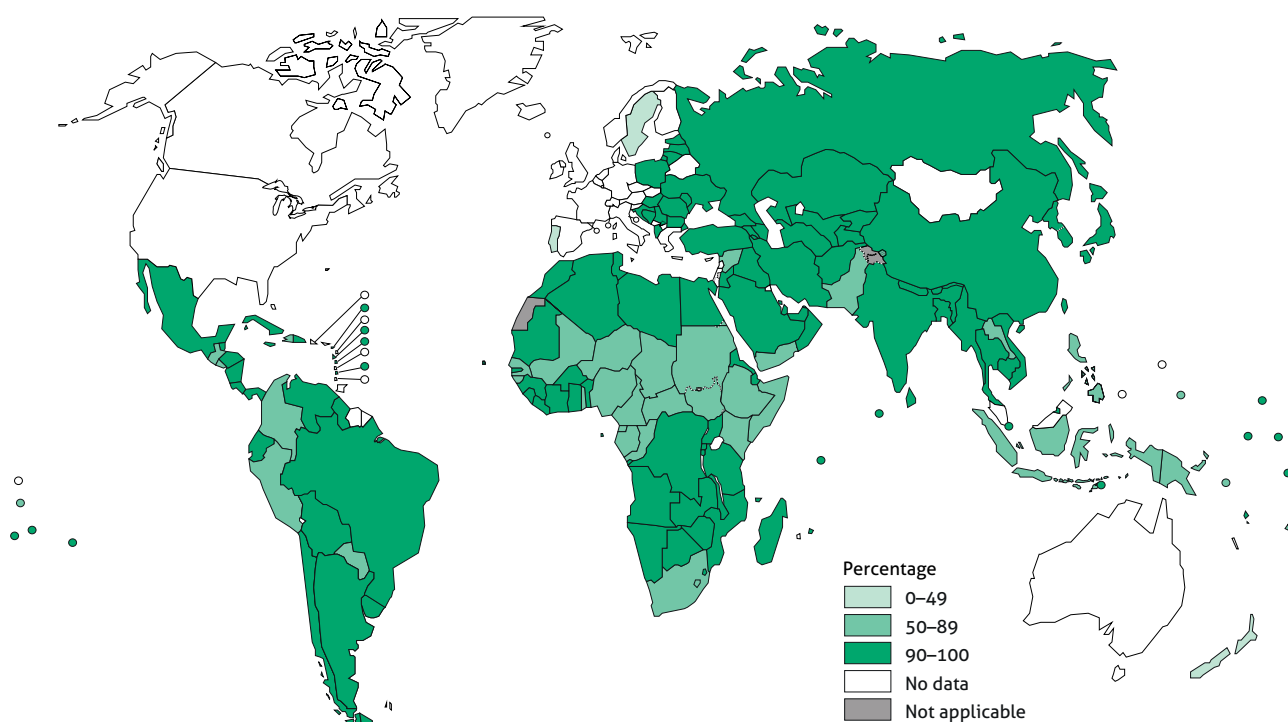 Percentage
0–49
50–89
90–100
No data
Not applicable